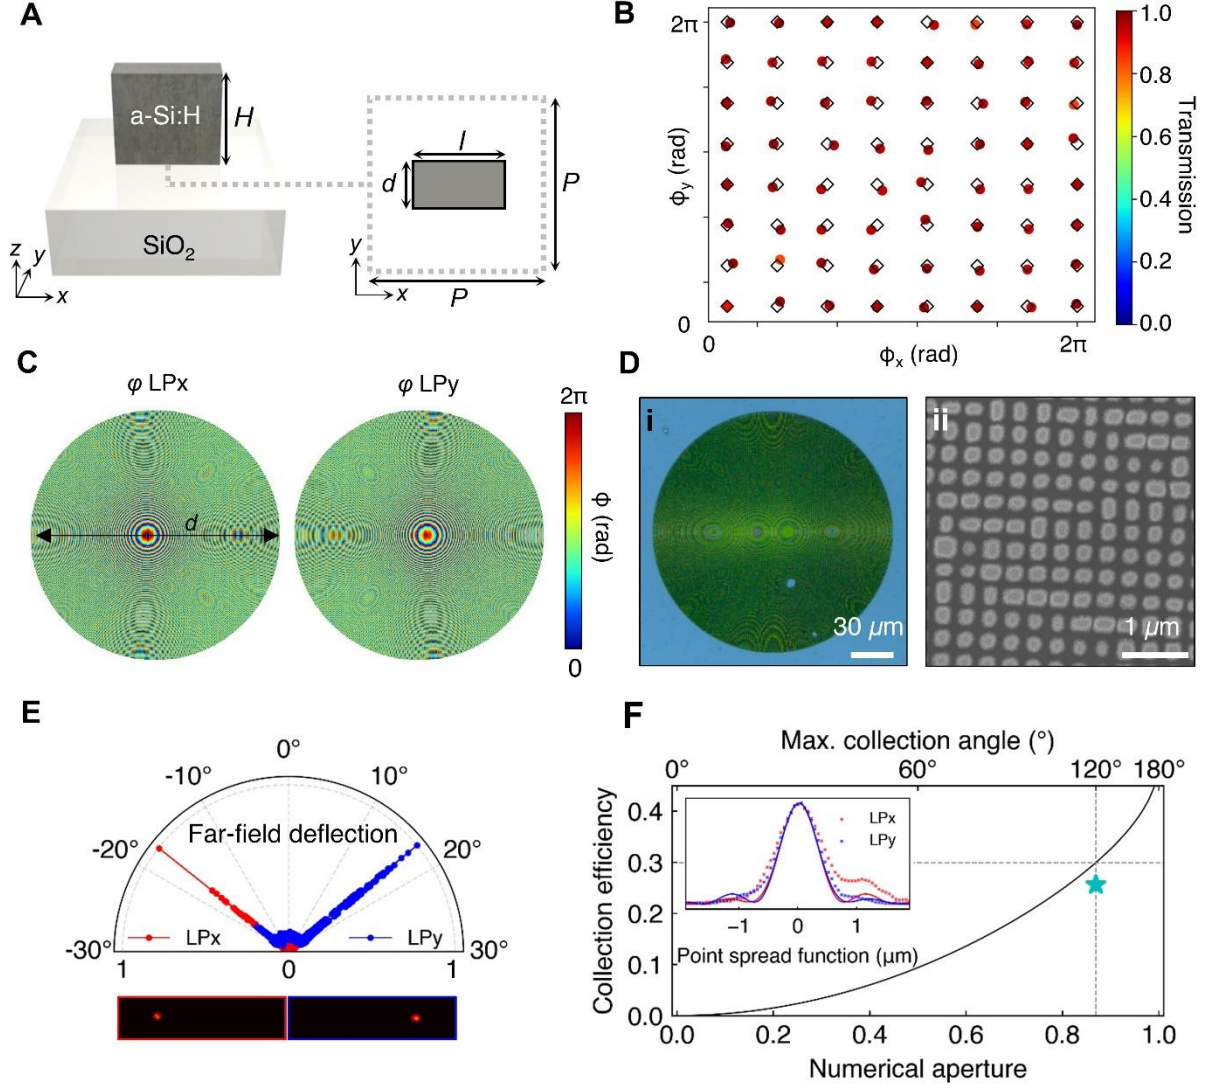 A
a-Si:H
H
SiO2
z
y
x
l
d
P
y
x
P
B
2π
ϕy (rad)
0
0
ϕx (rad)
2π
1.0
0.8
0.6
0.4
0.2
0.0
Transmission
C
φ LPx
φ LPy
d
2π
ϕ (rad)
0
D
i
30 µm
ii
1 µm
E
0°
-10°
10°
Far-field deflection
-20°
20°
-30°
30°
LPx
LPy
1
0
1
F
Max. collection angle (°)
0°
60°
120°
180°
0.4
0.3
0.2
0.1
0.0
Collection efficiency
LPx
LPy
−1
0
1
Point spread function (µm)
0.0
0.2
0.4
0.6
0.8
1.0
Numerical aperture